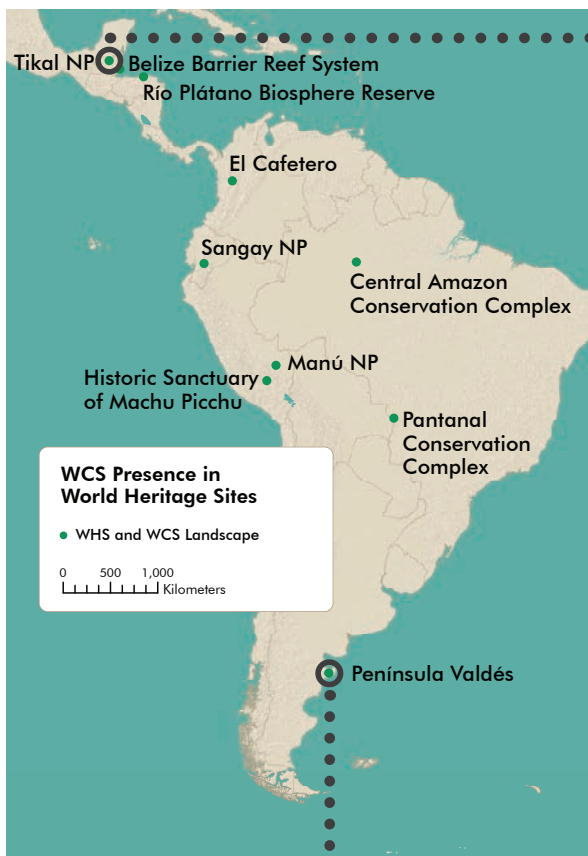 Tikal NP
Belize Barrier Reef System
Río Plátano Biosphere Reserve
El Cafetero
Sangay NP
Central Amazon
Conservation Complex
Manú NP
Historic Sanctuary
of Machu Picchu
Pantanal
Conservation
Complex
WCS Presence in
World Heritage Sites
WHS and WCS Landscape
0 500 1,000
Kilometers
Península Valdés